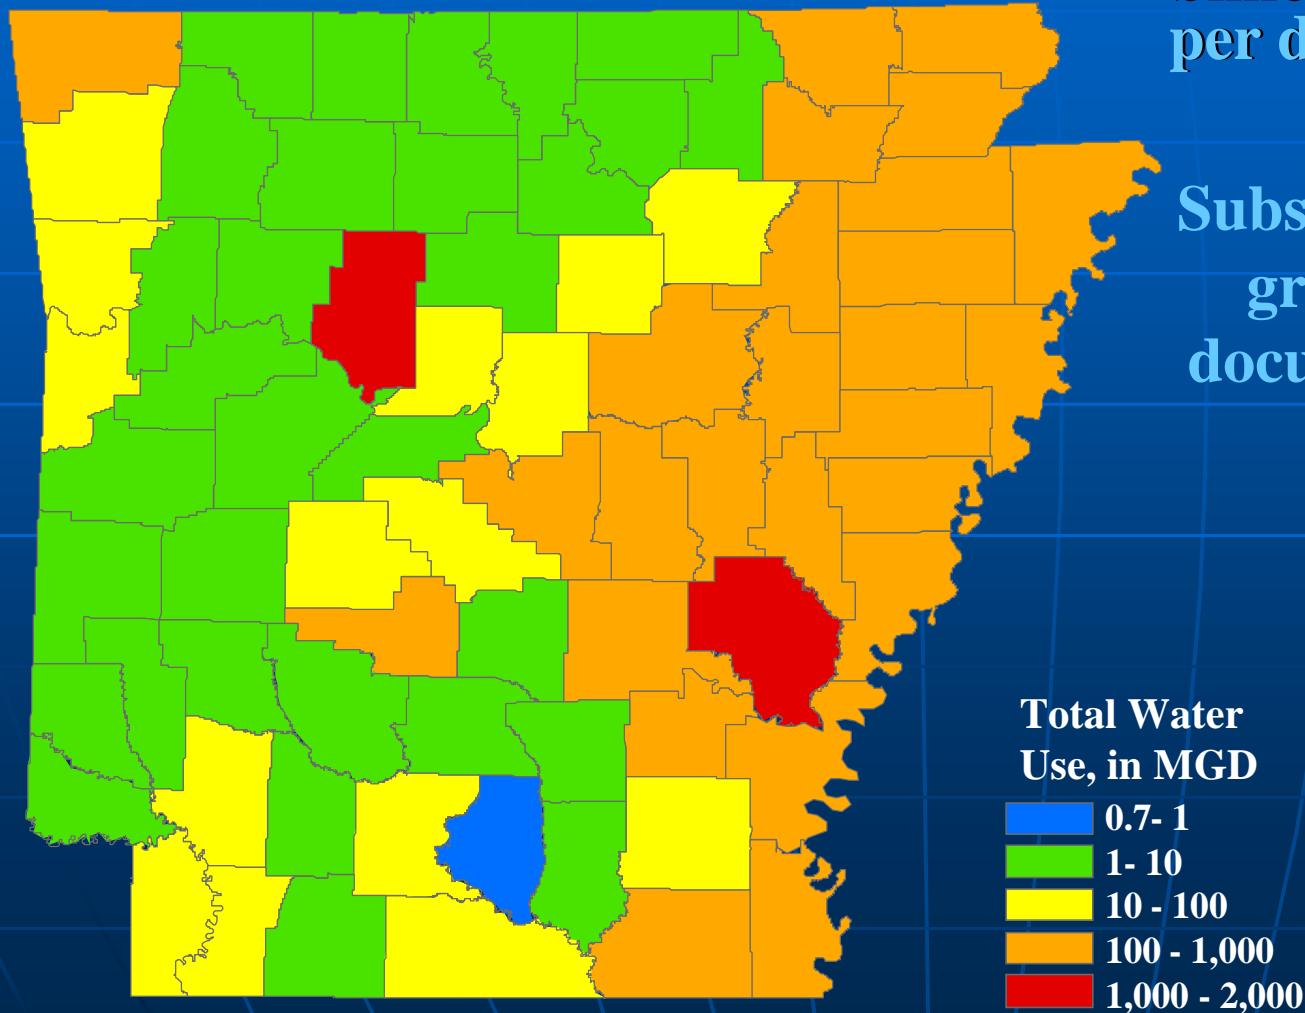 per d
Subs
gr
docu
Total Water
Use, in MGD
0.7- 1
1- 10
10 - 100
100 - 1,000
1,000 - 2,000